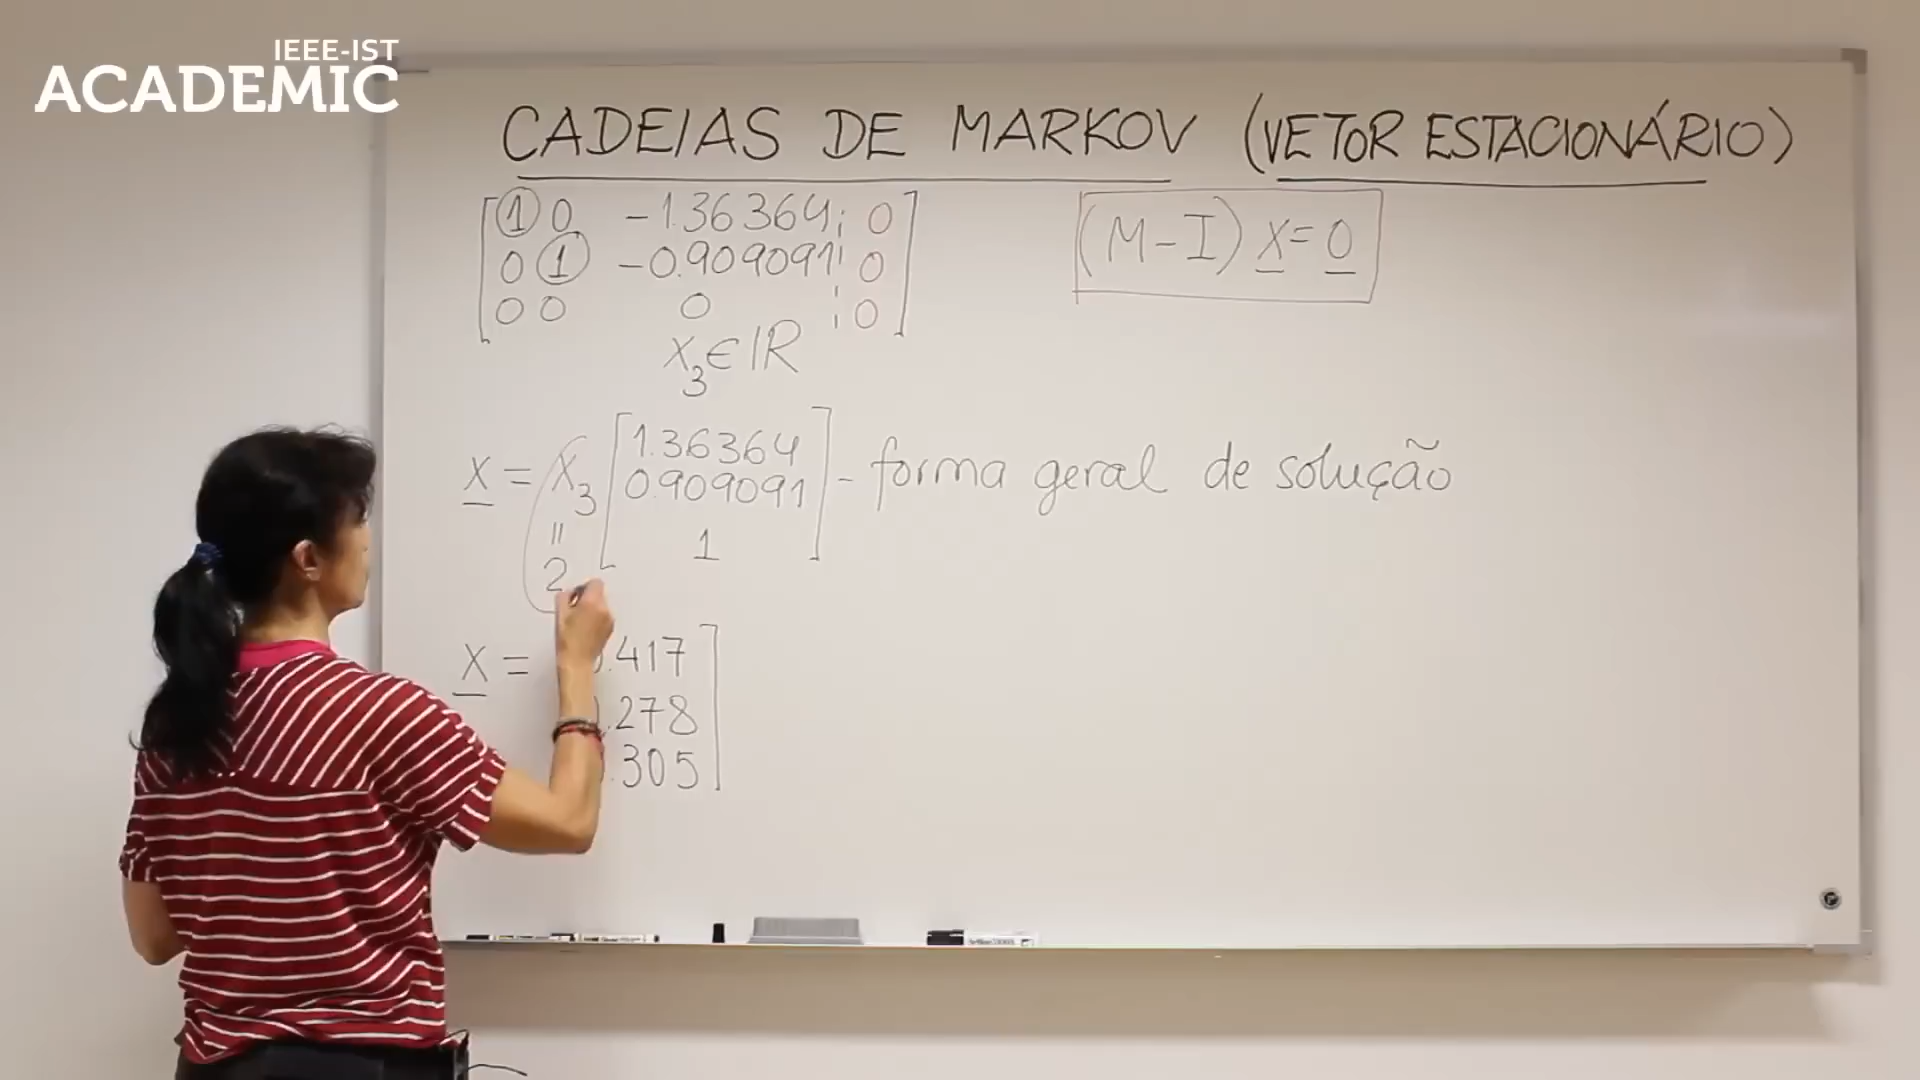 IEEE-IST
ACADEMIC
CADEIAS DE MARKOV (VETOR ESTACIONÁRIO)
[1 0 -1.36364 ¦ 0]
[0 1 -0.909091 ¦ 0]
[0 0 0 ¦ 0]
(M-I) x = 0
x₃ ∈ ℝ
x = x₃ [1.36364
0.909091
1] - forma geral de solução
"
2
x = .417]
.278
.305